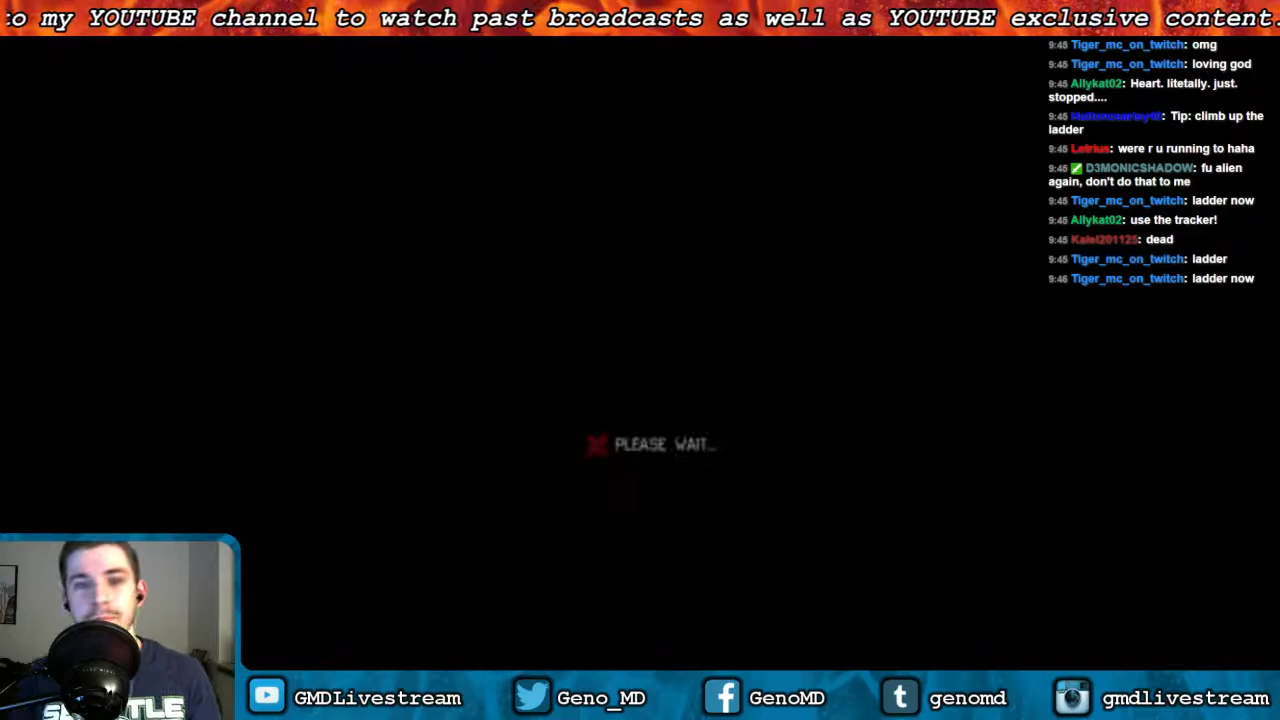 to my YOUTUBE channel to watch past broadcasts as well as YOUTUBE exclusive content.
9:45 Tiger_mc_on_twitch: omg
9:45 Tiger_mc_on_twitch: loving god
9:45 Allykat02: Heart. litetally. just.
stopped....
9:45 : Tip: climb up the
ladder
9:45 Letrius: were r u running to haha
9:45 D3MONICSHADOW: fu alien
again, don't do that to me
9:45 Tiger_mc_on_twitch: ladder now
9:45 Allykat02: use the tracker!
9:45 Kalel201125: dead
9:45 Tiger_mc_on_twitch: ladder
9:46 Tiger_mc_on_twitch: ladder now
PLEASE WAIT...
GMDLivestream
Geno_MD
GenoMD
genomd
gmdlivestream